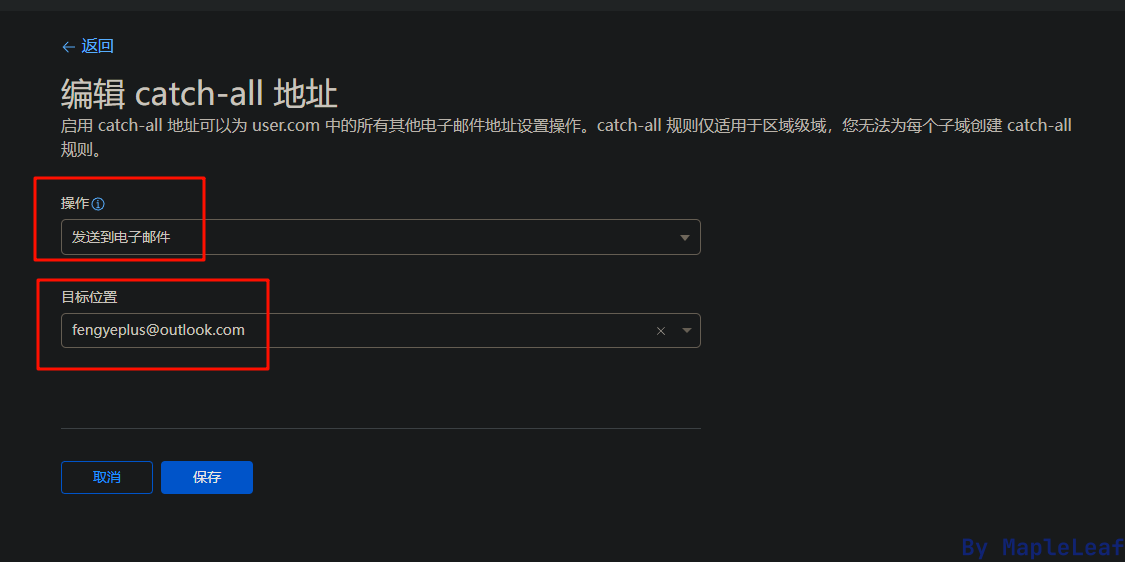 ← 返回
编辑 catch-all 地址
启用 catch-all 地址可以为 user.com 中的所有其他电子邮件地址设置操作。catch-all 规则仅适用于区域级域，您无法为每个子域创建 catch-all
规则。
操作
发送到电子邮件
目标位置
fengyeplus@outlook.com
取消 保存
By MapleLeaf